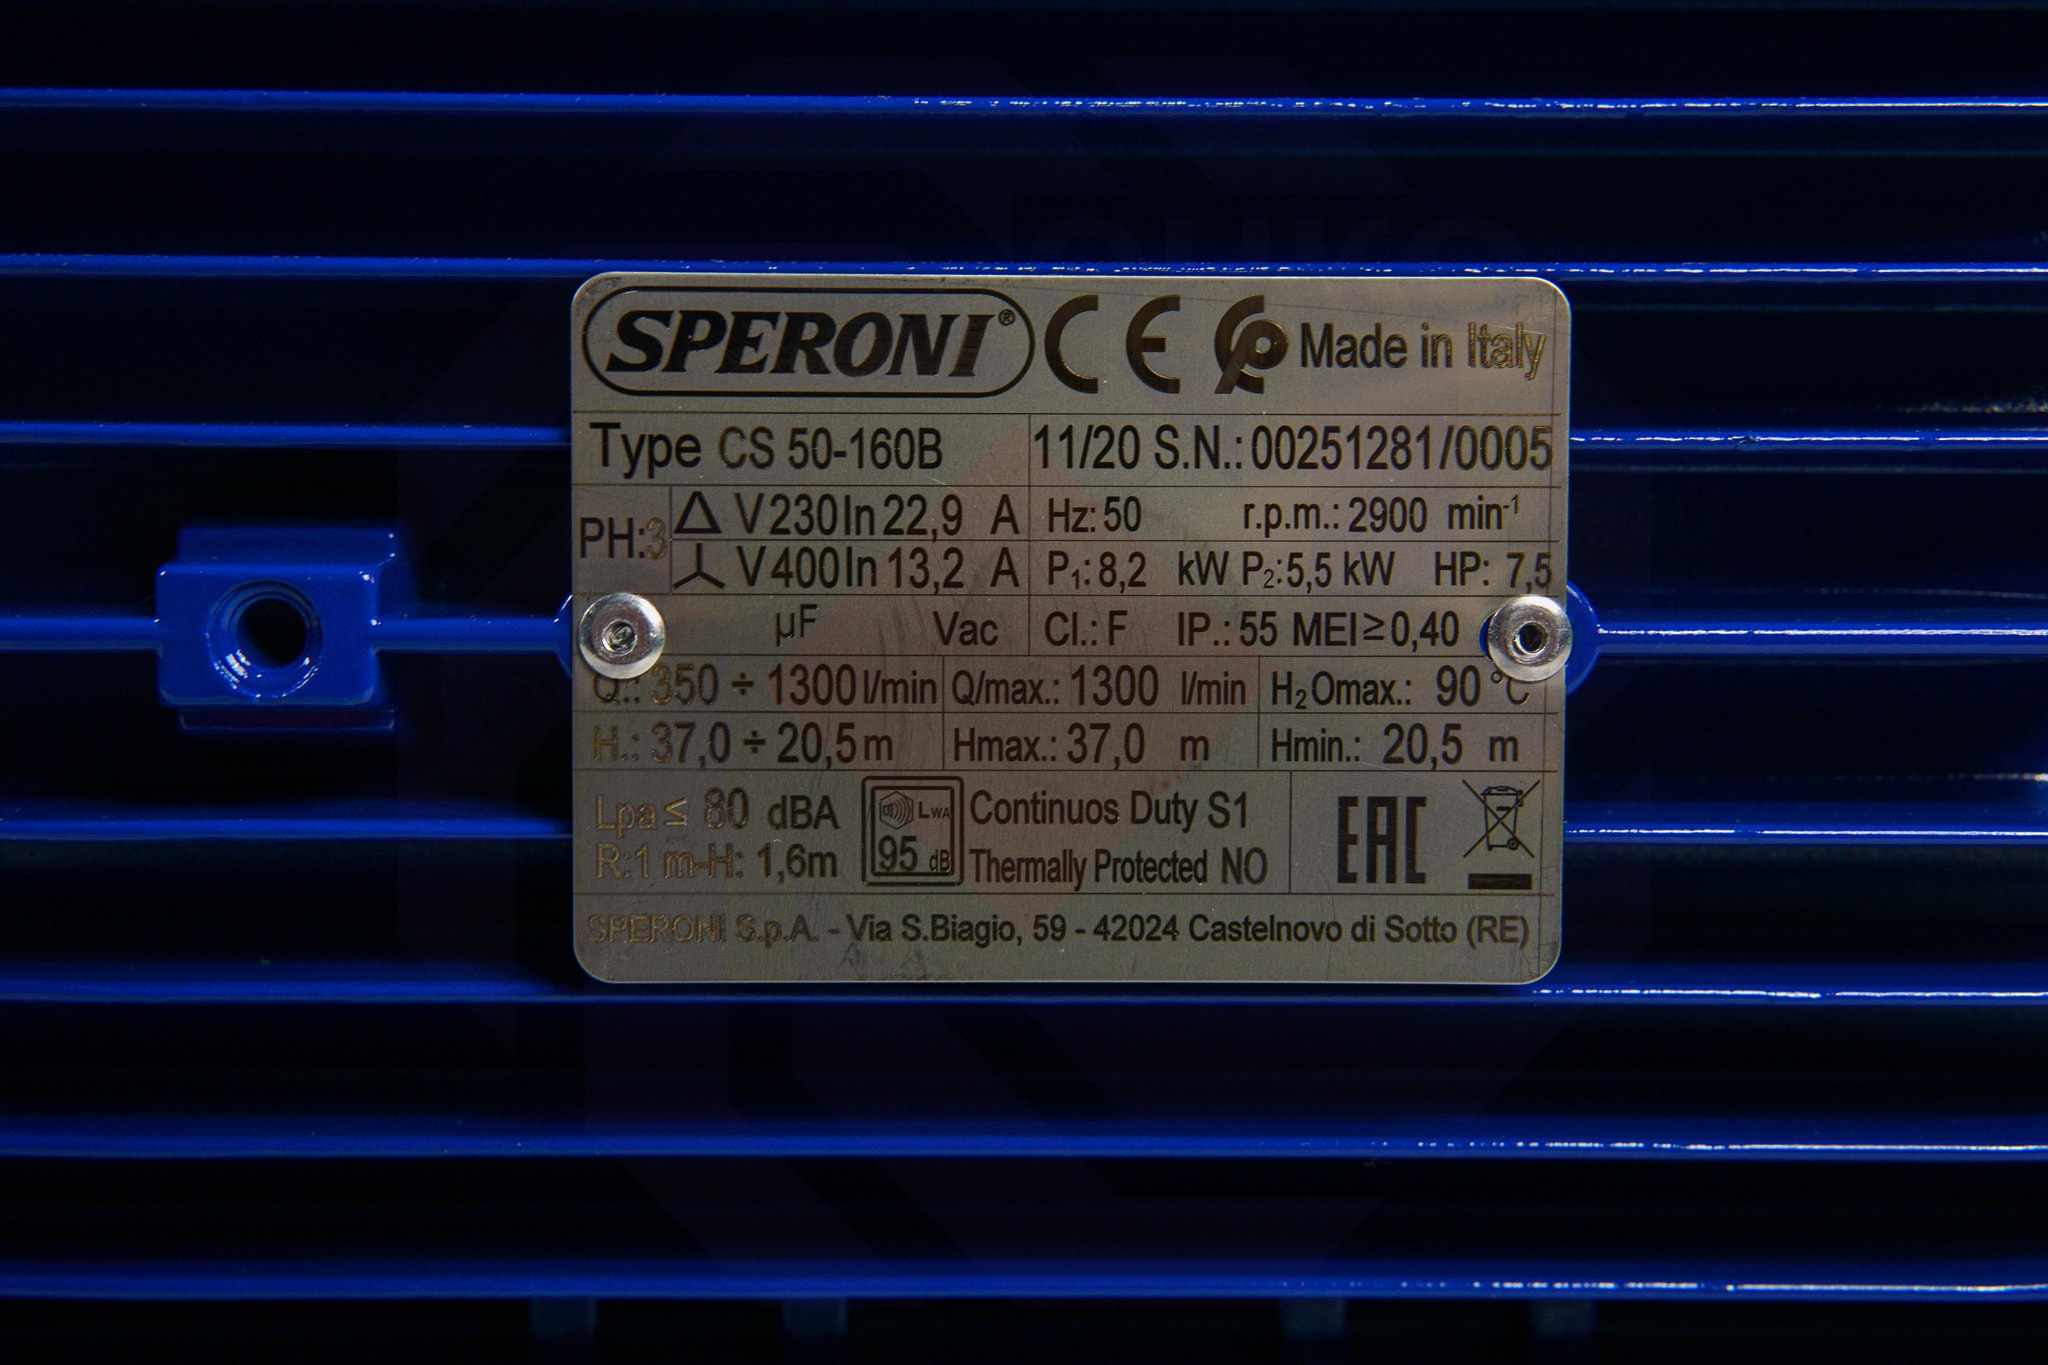 SPERONI® CE Made in Italy
Type CS 50-160B 11/20 S.N.: 00251281/0005
PH:3 △ V 230 In 22,9 A Hz: 50 r.p.m.: 2900 min⁻¹
V 400 In 13,2 A P₁: 8,2 kW P₂: 5,5 kW HP: 7,5
µF Vac Cl.: F IP.: 55 MEI ≥ 0,40
Q.: 350 ÷ 1300 l/min Q/max.: 1300 l/min H₂Omax.: 90 °C
H.: 37,0 ÷ 20,5 m Hmax.: 37,0 m Hmin.: 20,5 m
Lpa ≤ 80 dBA LWA Continuos Duty S1 EAC
R:1 m-H: 1,6m 95 dB Thermally Protected NO
SPERONI S.p.A. - Via S.Biagio, 59 - 42024 Castelnovo di Sotto (RE)